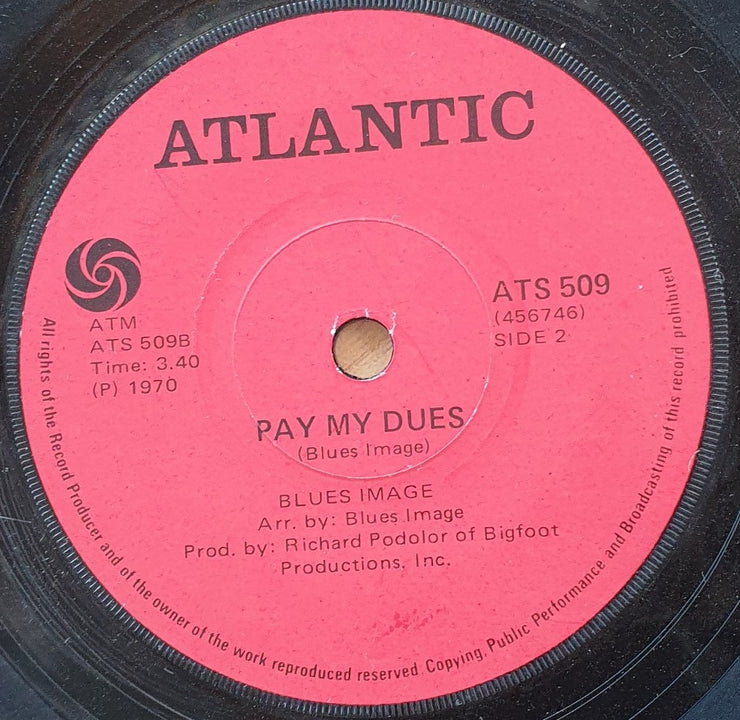 ATLANTIC
ATM
ATS 509B
Time: 3.40
(P) 1970
ATS 509
(456746)
SIDE 2
PAY MY DUES
(Blues Image)
BLUES IMAGE
Arr. by: Blues Image
Prod. by: Richard Podolor of Bigfoot
Productions, Inc.
All rights of the Record Producer and of the owner of the work reproduced reserved. Copying, Public Performance and Broadcasting of this record prohibited